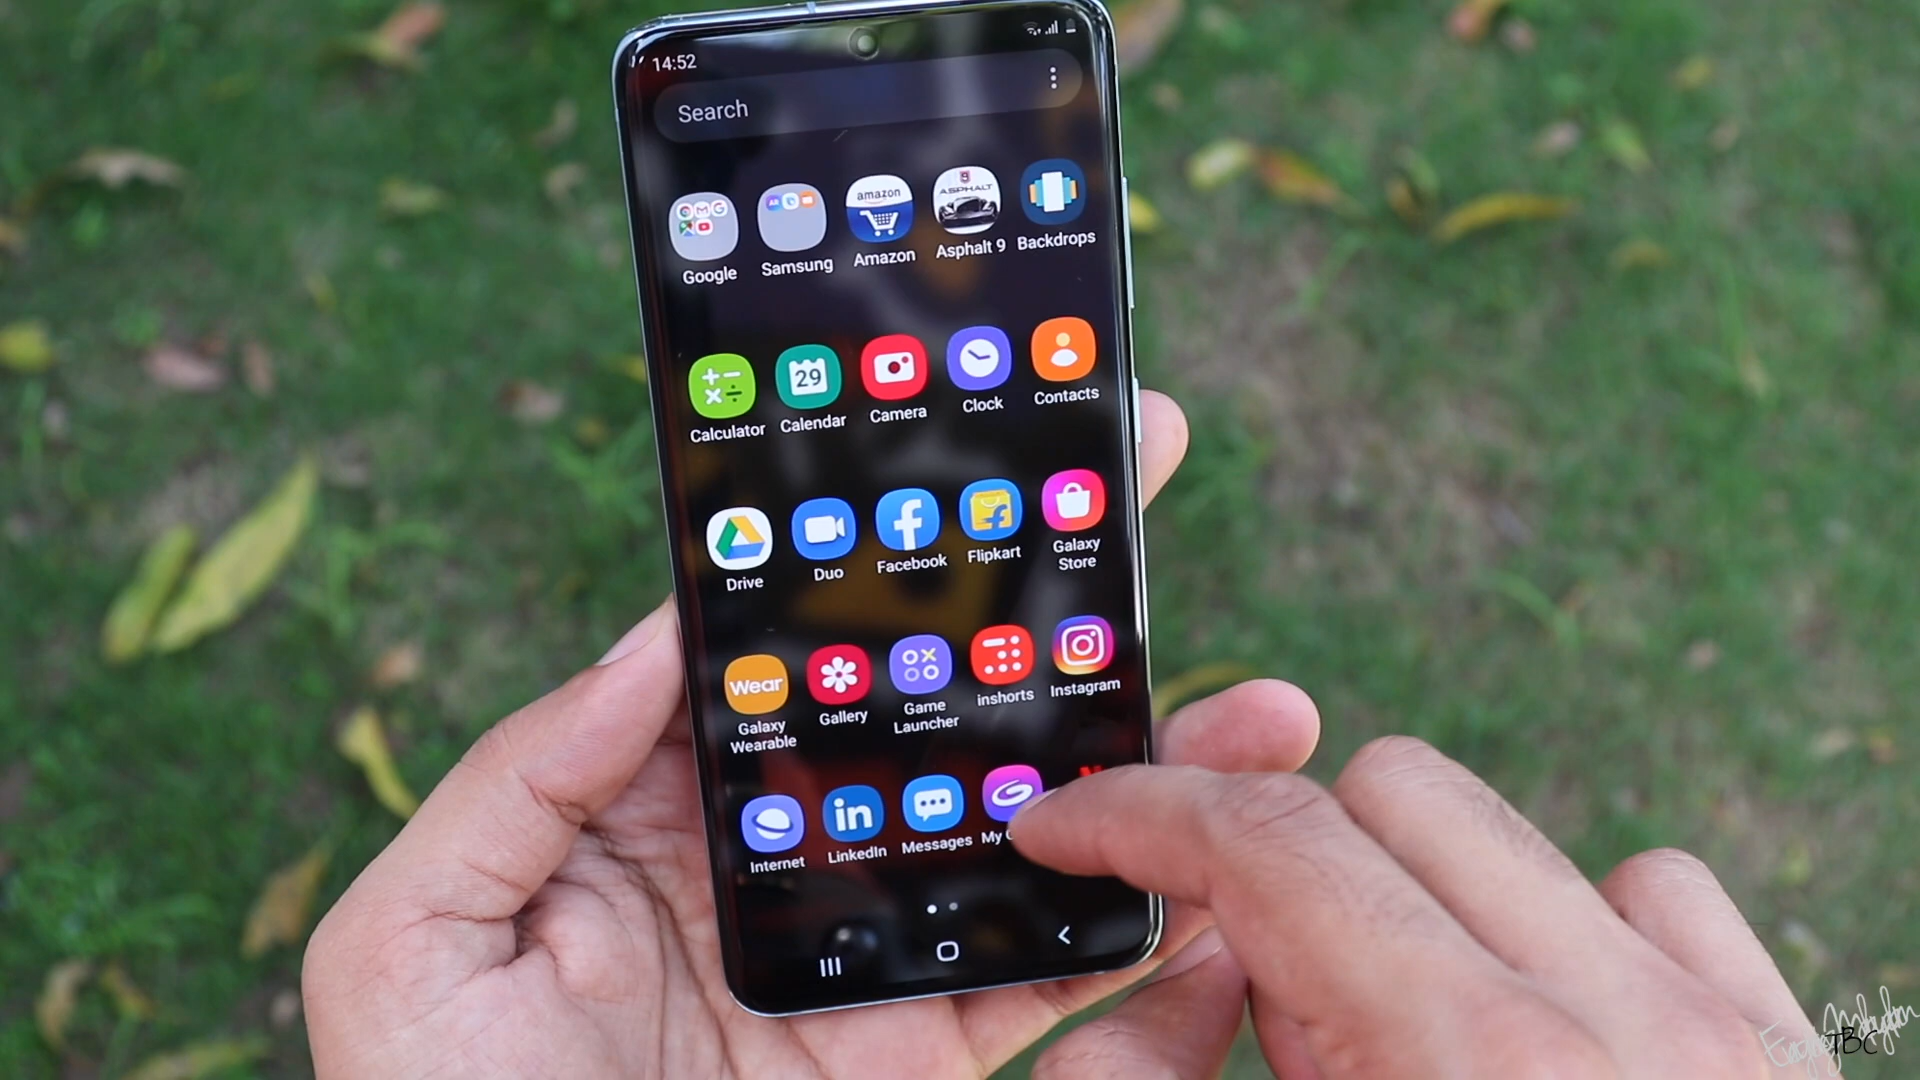 14:52
Search
amazon
ASPHALT
Google Samsung Amazon Asphalt 9 Backdrops
29
Calculator Calendar Camera Clock Contacts
Drive Duo Facebook Flipkart Galaxy Store
Wear
Galaxy Wearable Gallery Game Launcher inshorts Instagram
in
Internet LinkedIn Messages My
TBC